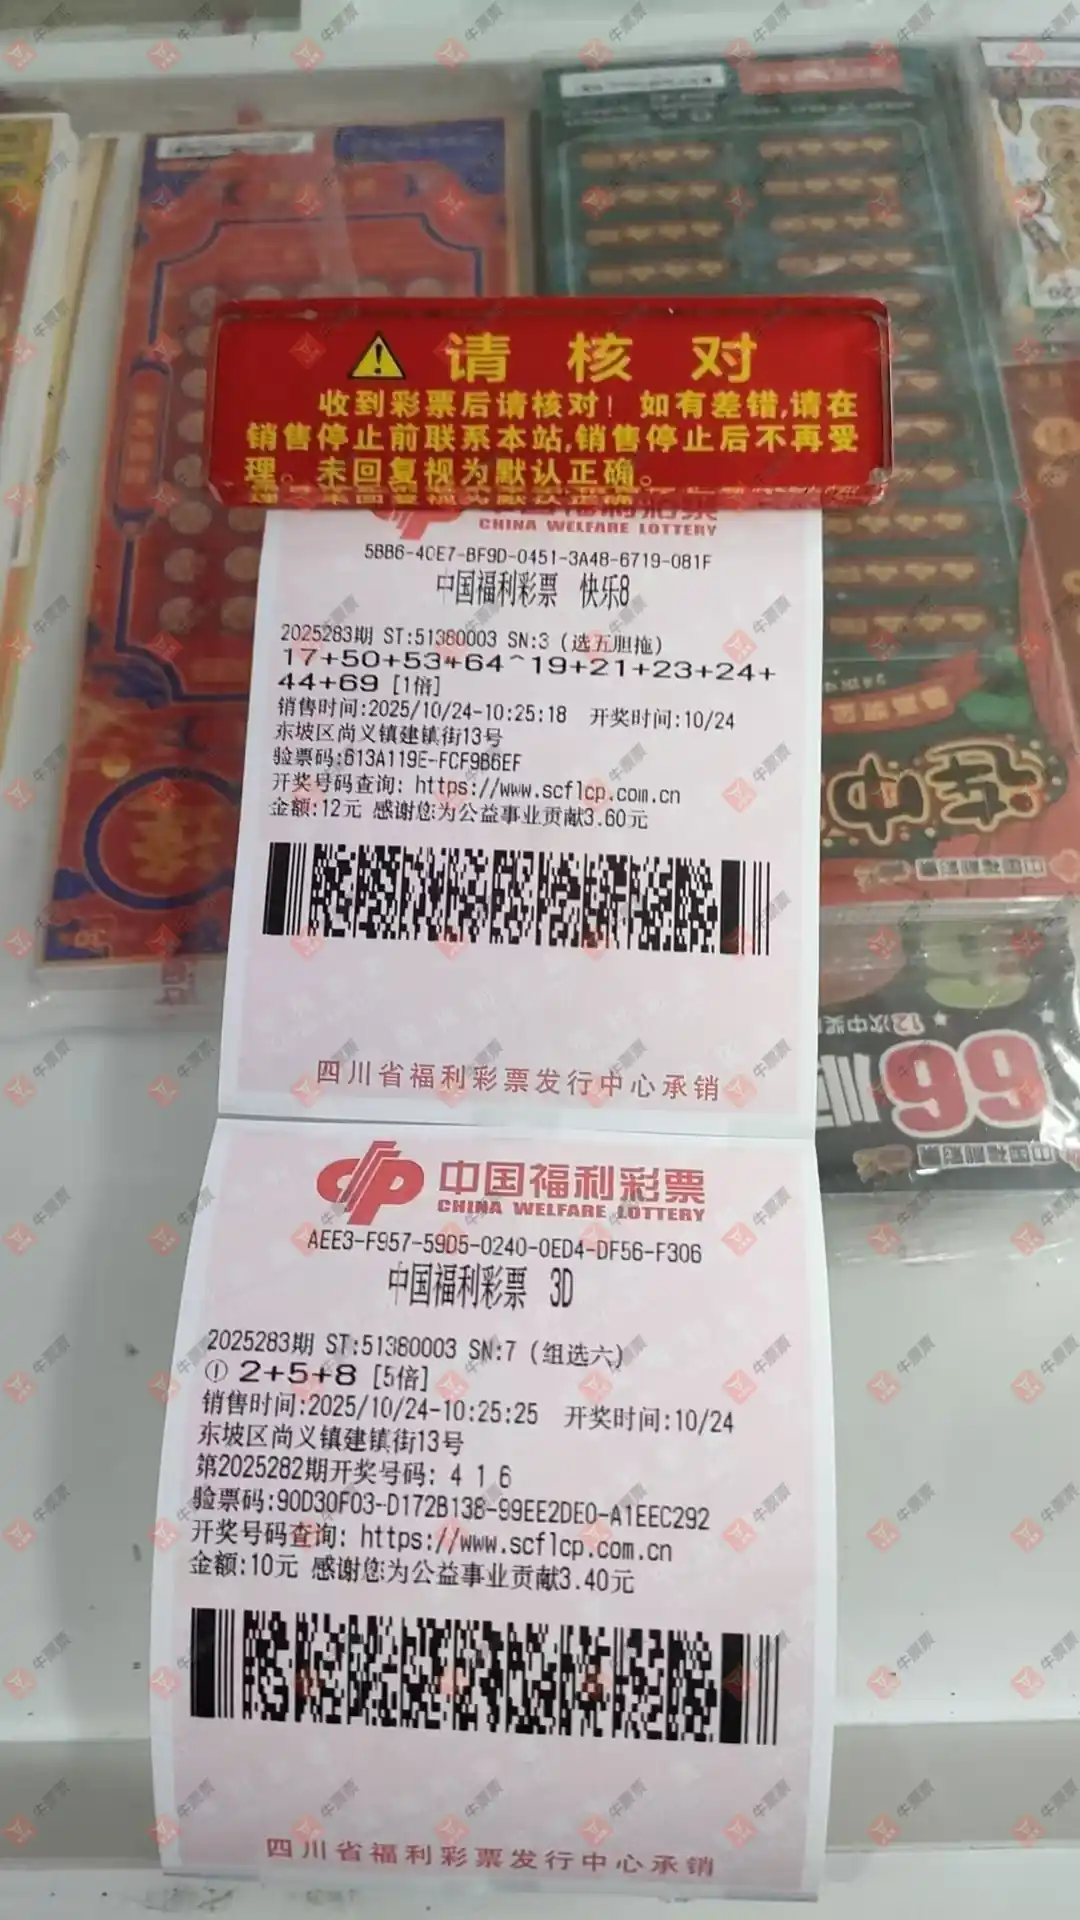 请核对
收到彩票后请核对！如有差错,请在
销售停止前联系本站,销售停止后不再受
理。未回复视为默认正确。
CHINA WELFARE LOTTERY
5BB6-40E7-BF9D-0451-3A48-6719-081F
中国福利彩票 快乐8
2025283期 ST:51380003 SN:3 (选五胆拖)
17+50+53+64^19+21+23+24+
44+69 [1倍]
销售时间:2025/10/24-10:25:18 开奖时间:10/24
东坡区尚义镇建镇街13号
验票码:613A119E-FCF9B6EF
开奖号码查询: https://www.scflcp.com.cn
金额:12元 感谢您为公益事业贡献3.60元
四川省福利彩票发行中心承销
中国福利彩票
CHINA WELFARE LOTTERY
AEE3-F957-59D5-0240-0ED4-DF56-F306
中国福利彩票 3D
2025283期 ST:51380003 SN:7 (组选六)
① 2+5+8 [5倍]
销售时间:2025/10/24-10:25:25 开奖时间:10/24
东坡区尚义镇建镇街13号
第2025282期开奖号码: 4 1 6
验票码:90D30F03-D172B138-99EE2DE0-A1EEC292
开奖号码查询: https://www.scflcp.com.cn
金额:10元 感谢您为公益事业贡献3.40元
四川省福利彩票发行中心承销
12次中奖
99
中国福利彩票
牛票票